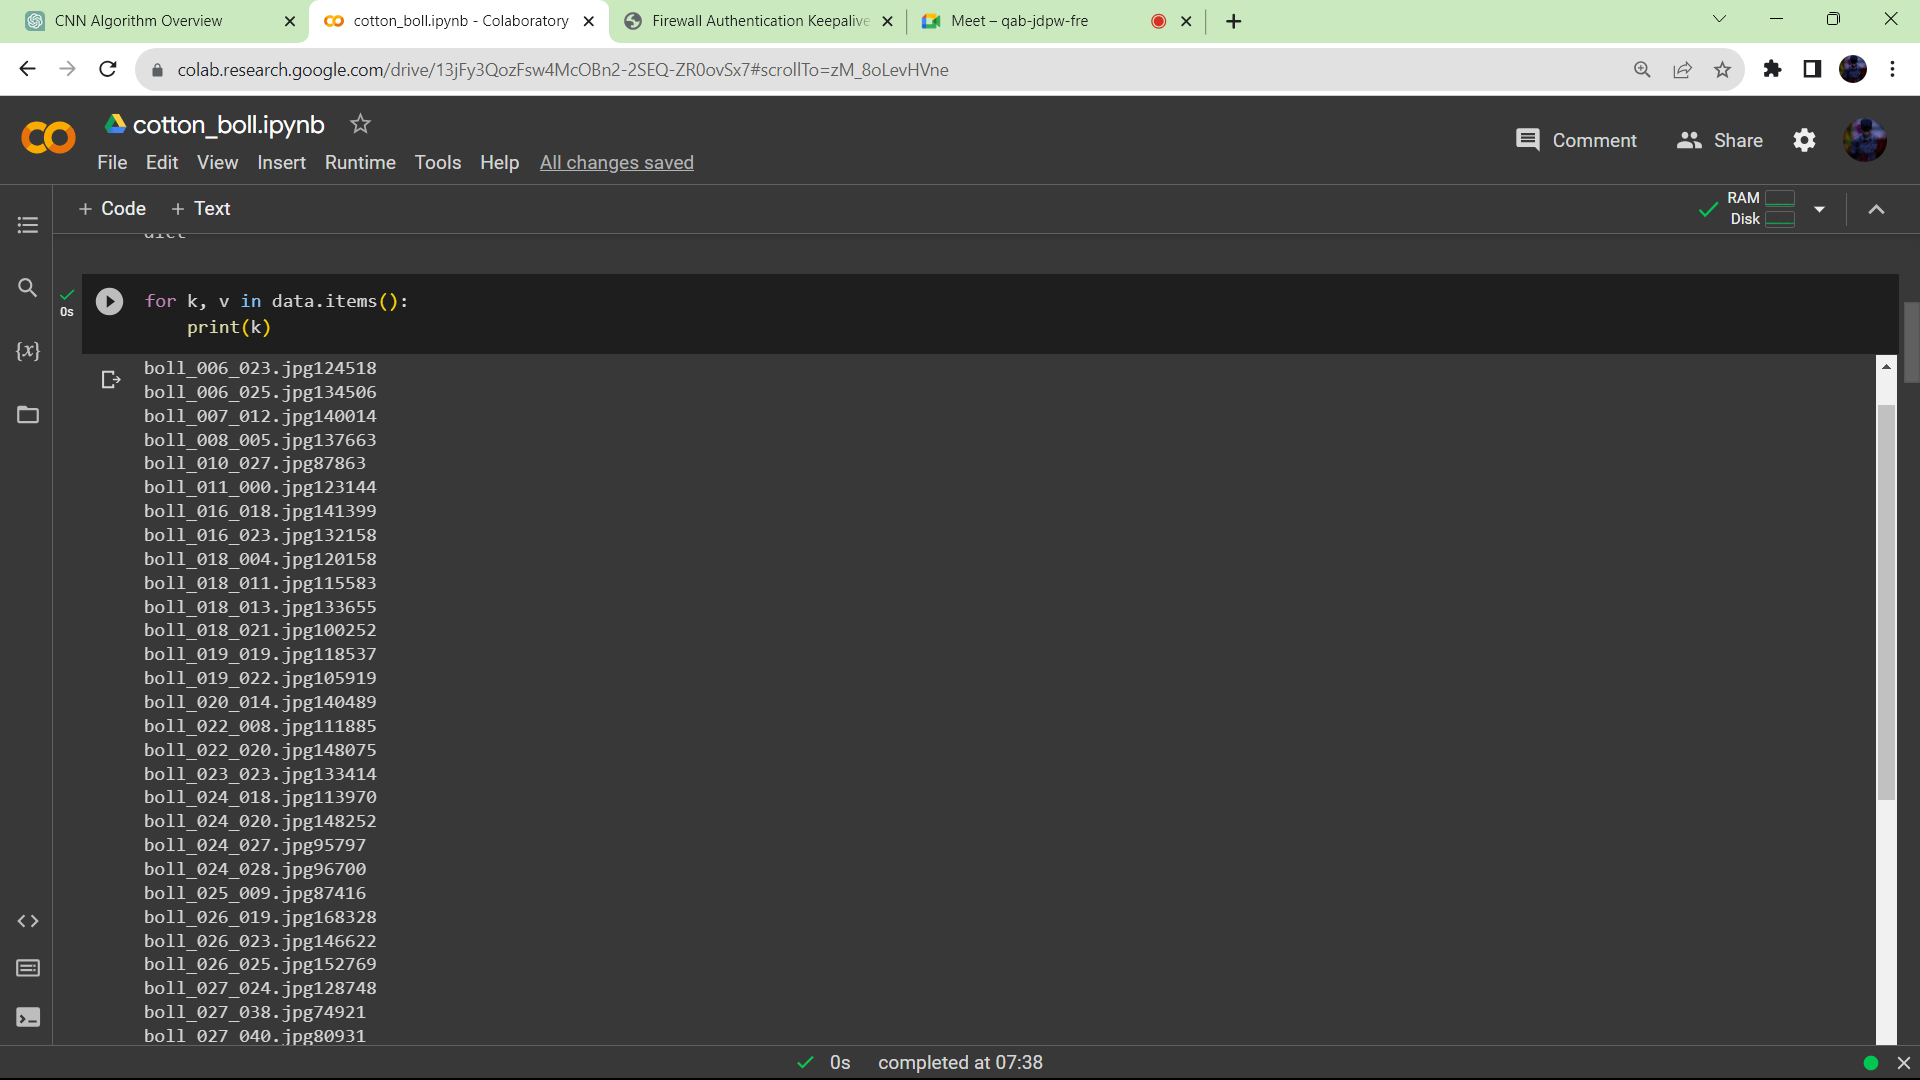 CNN Algorithm Overview
cotton_boll.ipynb - Colaboratory
Firewall Authentication Keepalive
Meet – qab-jdpw-fre
colab.research.google.com/drive/13jFy3QozFsw4McOBn2-2SEQ-ZR0ovSx7#scrollTo=zM_8oLevHVne
cotton_boll.ipynb
Comment
Share
File Edit View Insert Runtime Tools Help All changes saved
+ Code + Text
RAM
Disk
dict
0s
for k, v in data.items():
print(k)
boll_006_023.jpg124518
boll_006_025.jpg134506
boll_007_012.jpg140014
boll_008_005.jpg137663
boll_010_027.jpg87863
boll_011_000.jpg123144
boll_016_018.jpg141399
boll_016_023.jpg132158
boll_018_004.jpg120158
boll_018_011.jpg115583
boll_018_013.jpg133655
boll_018_021.jpg100252
boll_019_019.jpg118537
boll_019_022.jpg105919
boll_020_014.jpg140489
boll_022_008.jpg111885
boll_022_020.jpg148075
boll_023_023.jpg133414
boll_024_018.jpg113970
boll_024_020.jpg148252
boll_024_027.jpg95797
boll_024_028.jpg96700
boll_025_009.jpg87416
boll_026_019.jpg168328
boll_026_023.jpg146622
boll_026_025.jpg152769
boll_027_024.jpg128748
boll_027_038.jpg74921
boll_027_040.jpg80931
0s completed at 07:38